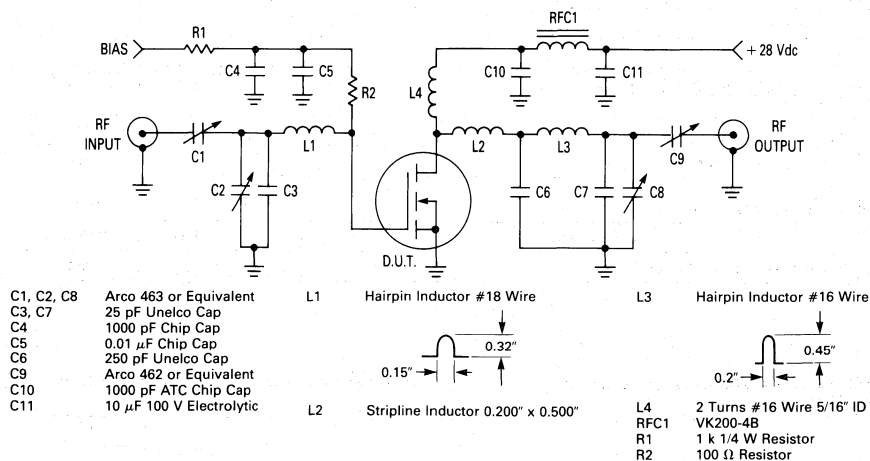 RFC1
R1
BIAS
+ 28 Vdc
C4
C5
C10
C11
R2
L4
RF
INPUT
RF
OUTPUT
C1
L1
L2
L3
C9
C2
C3
C6
C7
C8
D.U.T.
C1, C2, C8 Arco 463 or Equivalent
C3, C7 25 pF Unelco Cap
C4 1000 pF Chip Cap
C5 0.01 μF Chip Cap
C6 250 pF Unelco Cap
C9 Arco 462 or Equivalent
C10 1000 pF ATC Chip Cap
C11 10 μF 100 V Electrolytic
L1 Hairpin Inductor #18 Wire
0.32"
0.15"
L2 Stripline Inductor 0.200" x 0.500"
L3 Hairpin Inductor #16 Wire
0.45"
0.2"
L4 2 Turns #16 Wire 5/16" ID
RFC1 VK200-4B
R1 1 k 1/4 W Resistor
R2 100 Ω Resistor